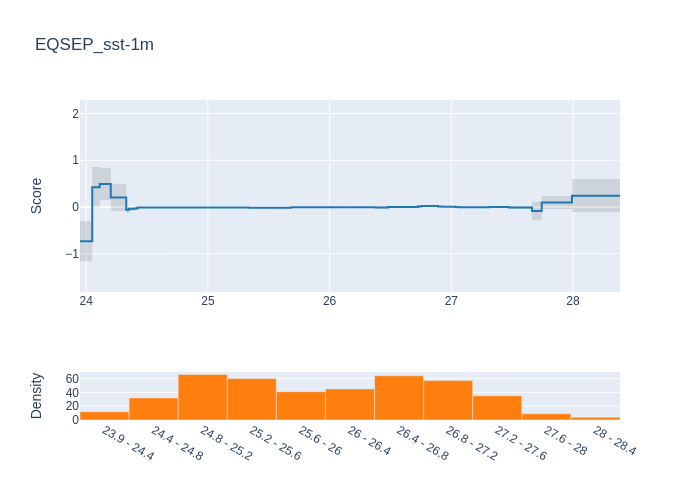 EQSEP_sst-1m
Score
2
1
0
−1
24
25
26
27
28
Density
60
40
20
0
23.9 - 24.4
24.4 - 24.8
24.8 - 25.2
25.2 - 25.6
25.6 - 26
26 - 26.4
26.4 - 26.8
26.8 - 27.2
27.2 - 27.6
27.6 - 28
28 - 28.4